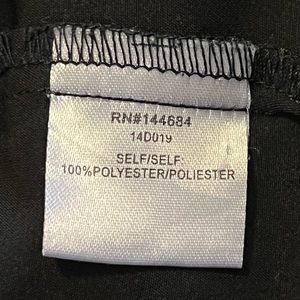 RN#144684
14D019
SELF/SELF:
100%POLYESTER/POLIESTER